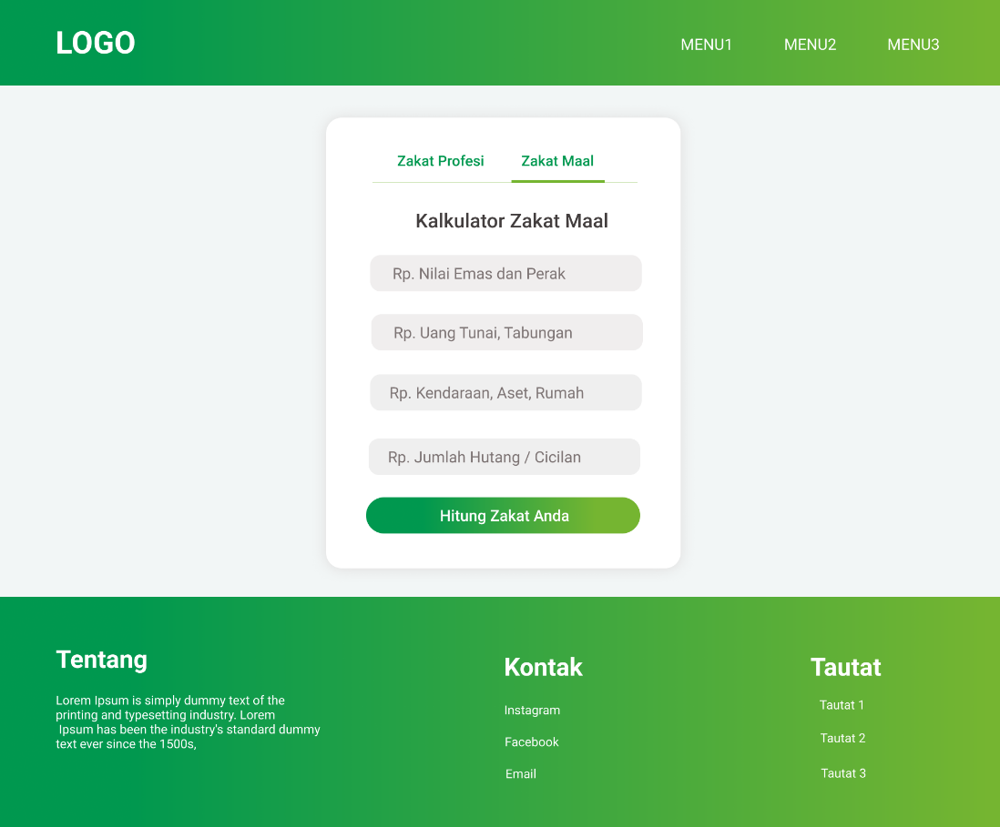 LOGO
MENU1 MENU2 MENU3
Zakat Profesi Zakat Maal
Kalkulator Zakat Maal
Rp. Nilai Emas dan Perak
Rp. Uang Tunai, Tabungan
Rp. Kendaraan, Aset, Rumah
Rp. Jumlah Hutang / Cicilan
Hitung Zakat Anda
Tentang
Lorem Ipsum is simply dummy text of the
printing and typesetting industry. Lorem
Ipsum has been the industry's standard dummy
text ever since the 1500s,
Kontak
Instagram
Facebook
Email
Tautat
Tautat 1
Tautat 2
Tautat 3